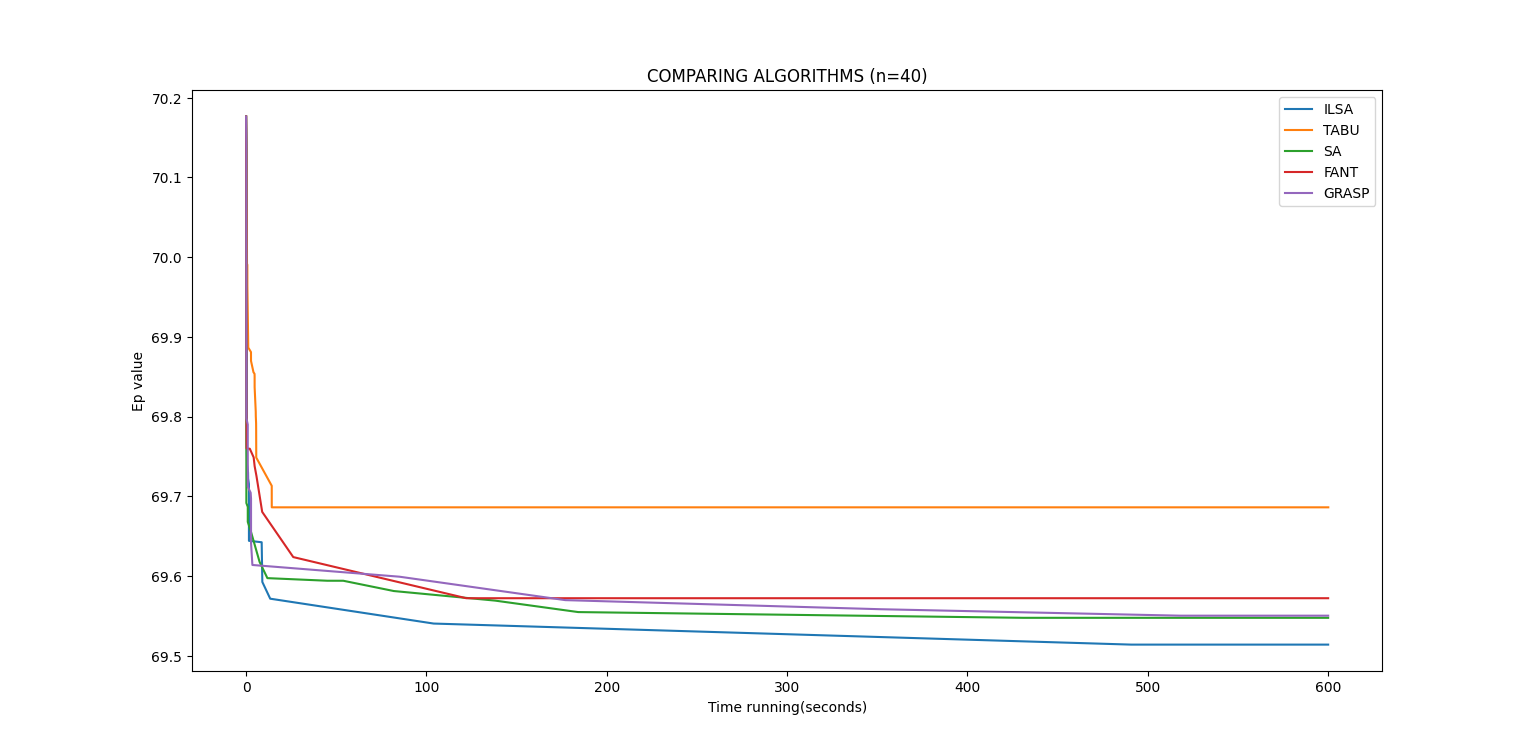 COMPARING ALGORITHMS (n=40)
70.2
70.1
70.0
69.9
69.8
69.7
69.6
69.5
Ep value
ILSA
TABU
SA
FANT
GRASP
0 100 200 300 400 500 600
Time running(seconds)